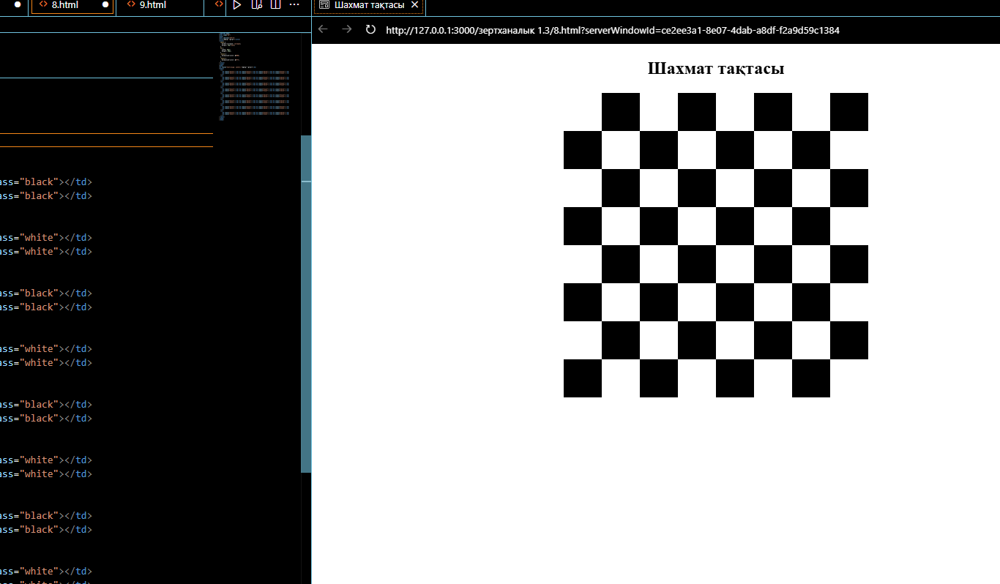 8.html
9.html
Шахмат тақтасы
http://127.0.0.1:3000/зертханалык 1.3/8.html?serverWindowId=ce2ee3a1-8e07-4dab-a8df-f2a9d59c1384
Шахмат тақтасы
ass="black"></td>
ass="black"></td>
ass="white"></td>
ass="white"></td>
ass="black"></td>
ass="black"></td>
ass="white"></td>
ass="white"></td>
ass="black"></td>
ass="black"></td>
ass="white"></td>
ass="white"></td>
ass="black"></td>
ass="black"></td>
ass="white"></td>
ass="white"></td>